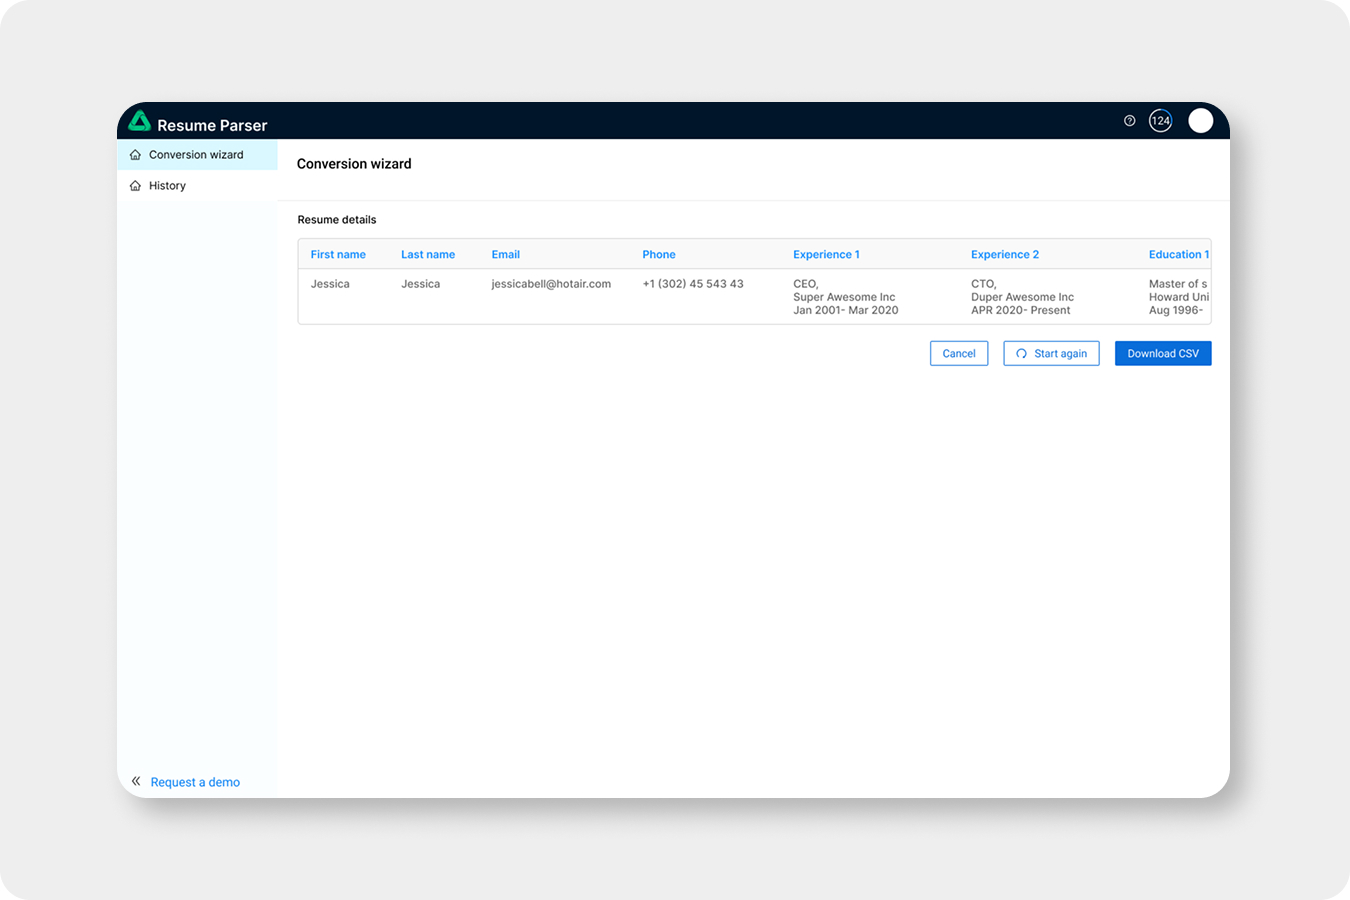 Resume Parser
124
Conversion wizard
History
Conversion wizard
Resume details
First name Last name Email Phone Experience 1 Experience 2 Education 1
Jessica Jessica jessicabell@hotair.com +1 (302) 45 543 43 CEO, CTO, Master of s
Super Awesome Inc Duper Awesome Inc Howard Uni
Jan 2001- Mar 2020 APR 2020- Present Aug 1996-
Cancel Start again Download CSV
Request a demo